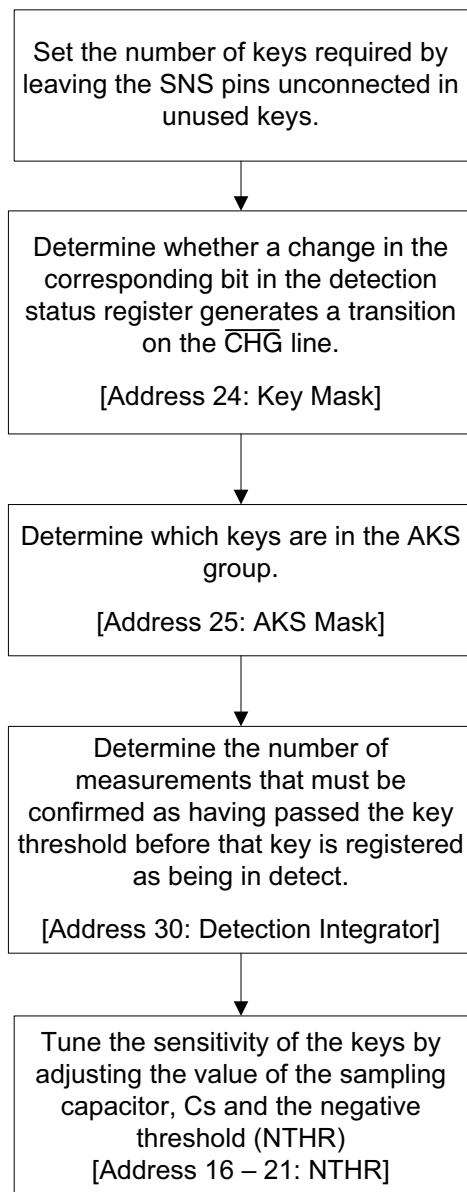 Set the number of keys required by
leaving the SNS pins unconnected in
unused keys.
Determine whether a change in the
corresponding bit in the detection
status register generates a transition
on the CHG line.
[Address 24: Key Mask]
Determine which keys are in the AKS
group.
[Address 25: AKS Mask]
Determine the number of
measurements that must be
confirmed as having passed the key
threshold before that key is registered
as being in detect.
[Address 30: Detection Integrator]
Tune the sensitivity of the keys by
adjusting the value of the sampling
capacitor, Cs and the negative
threshold (NTHR)
[Address 16 – 21: NTHR]